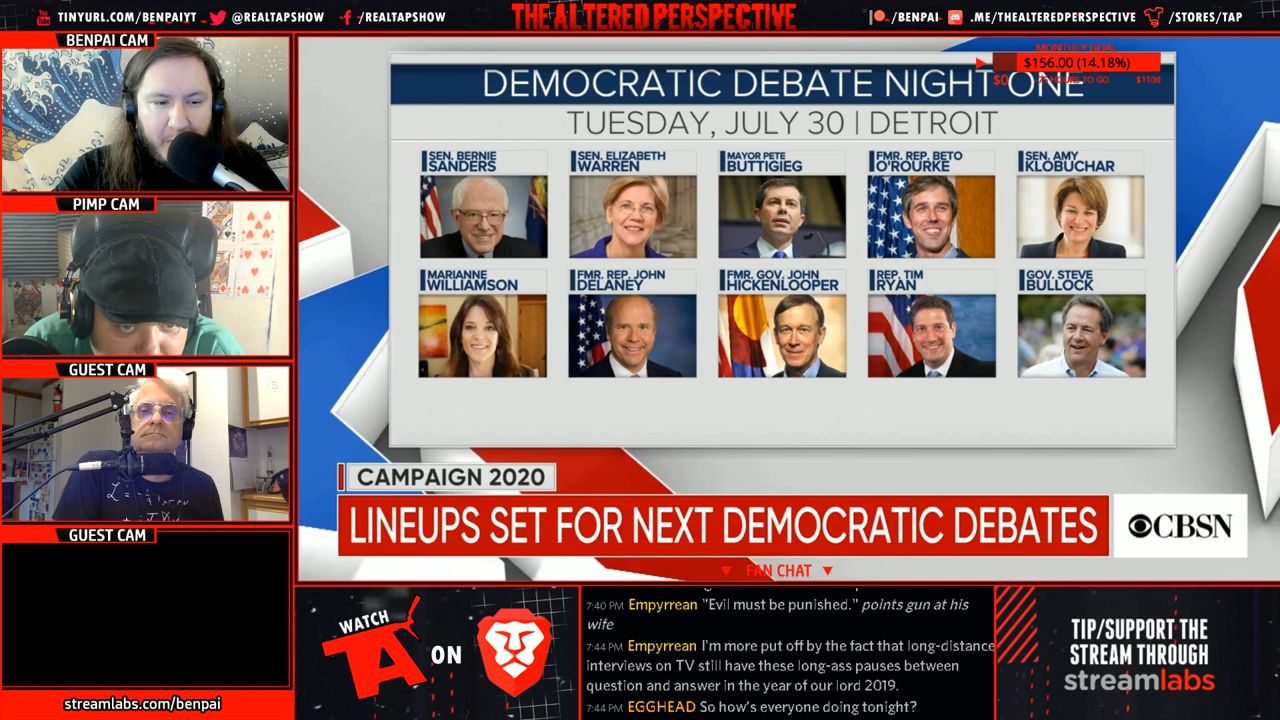 TINYURL.COM/BENPAIYT
@REALTAPSHOW
/REALTAPSHOW
THE ALTERED PERSPECTIVE
/BENPAI
.ME/THEALTEREDPERSPECTIVE
/STORES/TAP
BENPAI CAM
PIMP CAM
GUEST CAM
GUEST CAM
streamlabs.com/benpai
MONTHLY GOAL
$156.00 (14.18%)
$0
HOURS TO GO
$1100
DEMOCRATIC DEBATE NIGHT ONE
TUESDAY, JULY 30 | DETROIT
SEN. BERNIE
SANDERS
SEN. ELIZABETH
WARREN
MAYOR PETE
BUTTIGIEG
FMR. REP. BETO
O'ROURKE
SEN. AMY
KLOBUCHAR
MARIANNE
WILLIAMSON
FMR. REP. JOHN
DELANEY
FMR. GOV. JOHN
HICKENLOOPER
REP. TIM
RYAN
GOV. STEVE
BULLOCK
CAMPAIGN 2020
LINEUPS SET FOR NEXT DEMOCRATIC DEBATES
CBSN
FAN CHAT
WATCH
TA
ON
7:40 PM Empyrrean "Evil must be punished." points gun at his
wife
7:44 PM Empyrrean I'm more put off by the fact that long-distance
interviews on TV still have these long-ass pauses between
question and answer in the year of our lord 2019.
7:44 PM EGGHEAD So how's everyone doing tonight?
TIP/SUPPORT THE
STREAM THROUGH
streamlabs